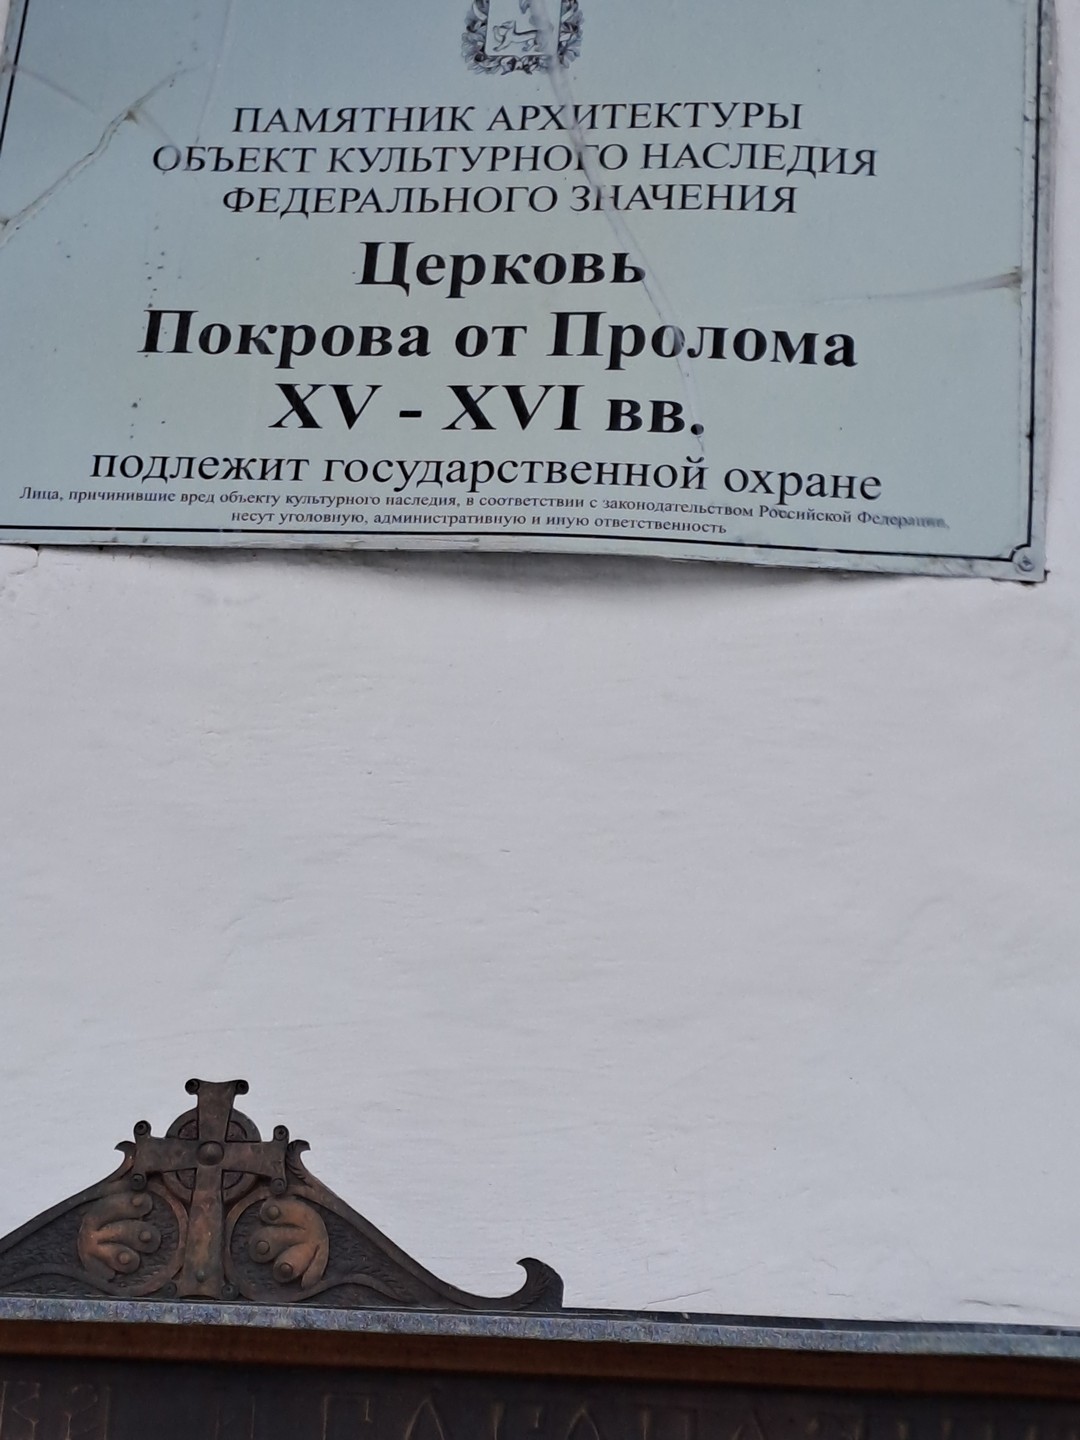 ПАМЯТНИК АРХИТЕКТУРЫ
ОБЪЕКТ КУЛЬТУРНОГО НАСЛЕДИЯ
ФЕДЕРАЛЬНОГО ЗНАЧЕНИЯ
Церковь
Покрова от Пролома
XV - XVI вв.
подлежит государственной охране
Лица, причинившие вред объекту культурного наследия, в соответствии с законодательством Российской Федерации,
несут уголовную, административную и иную ответственность